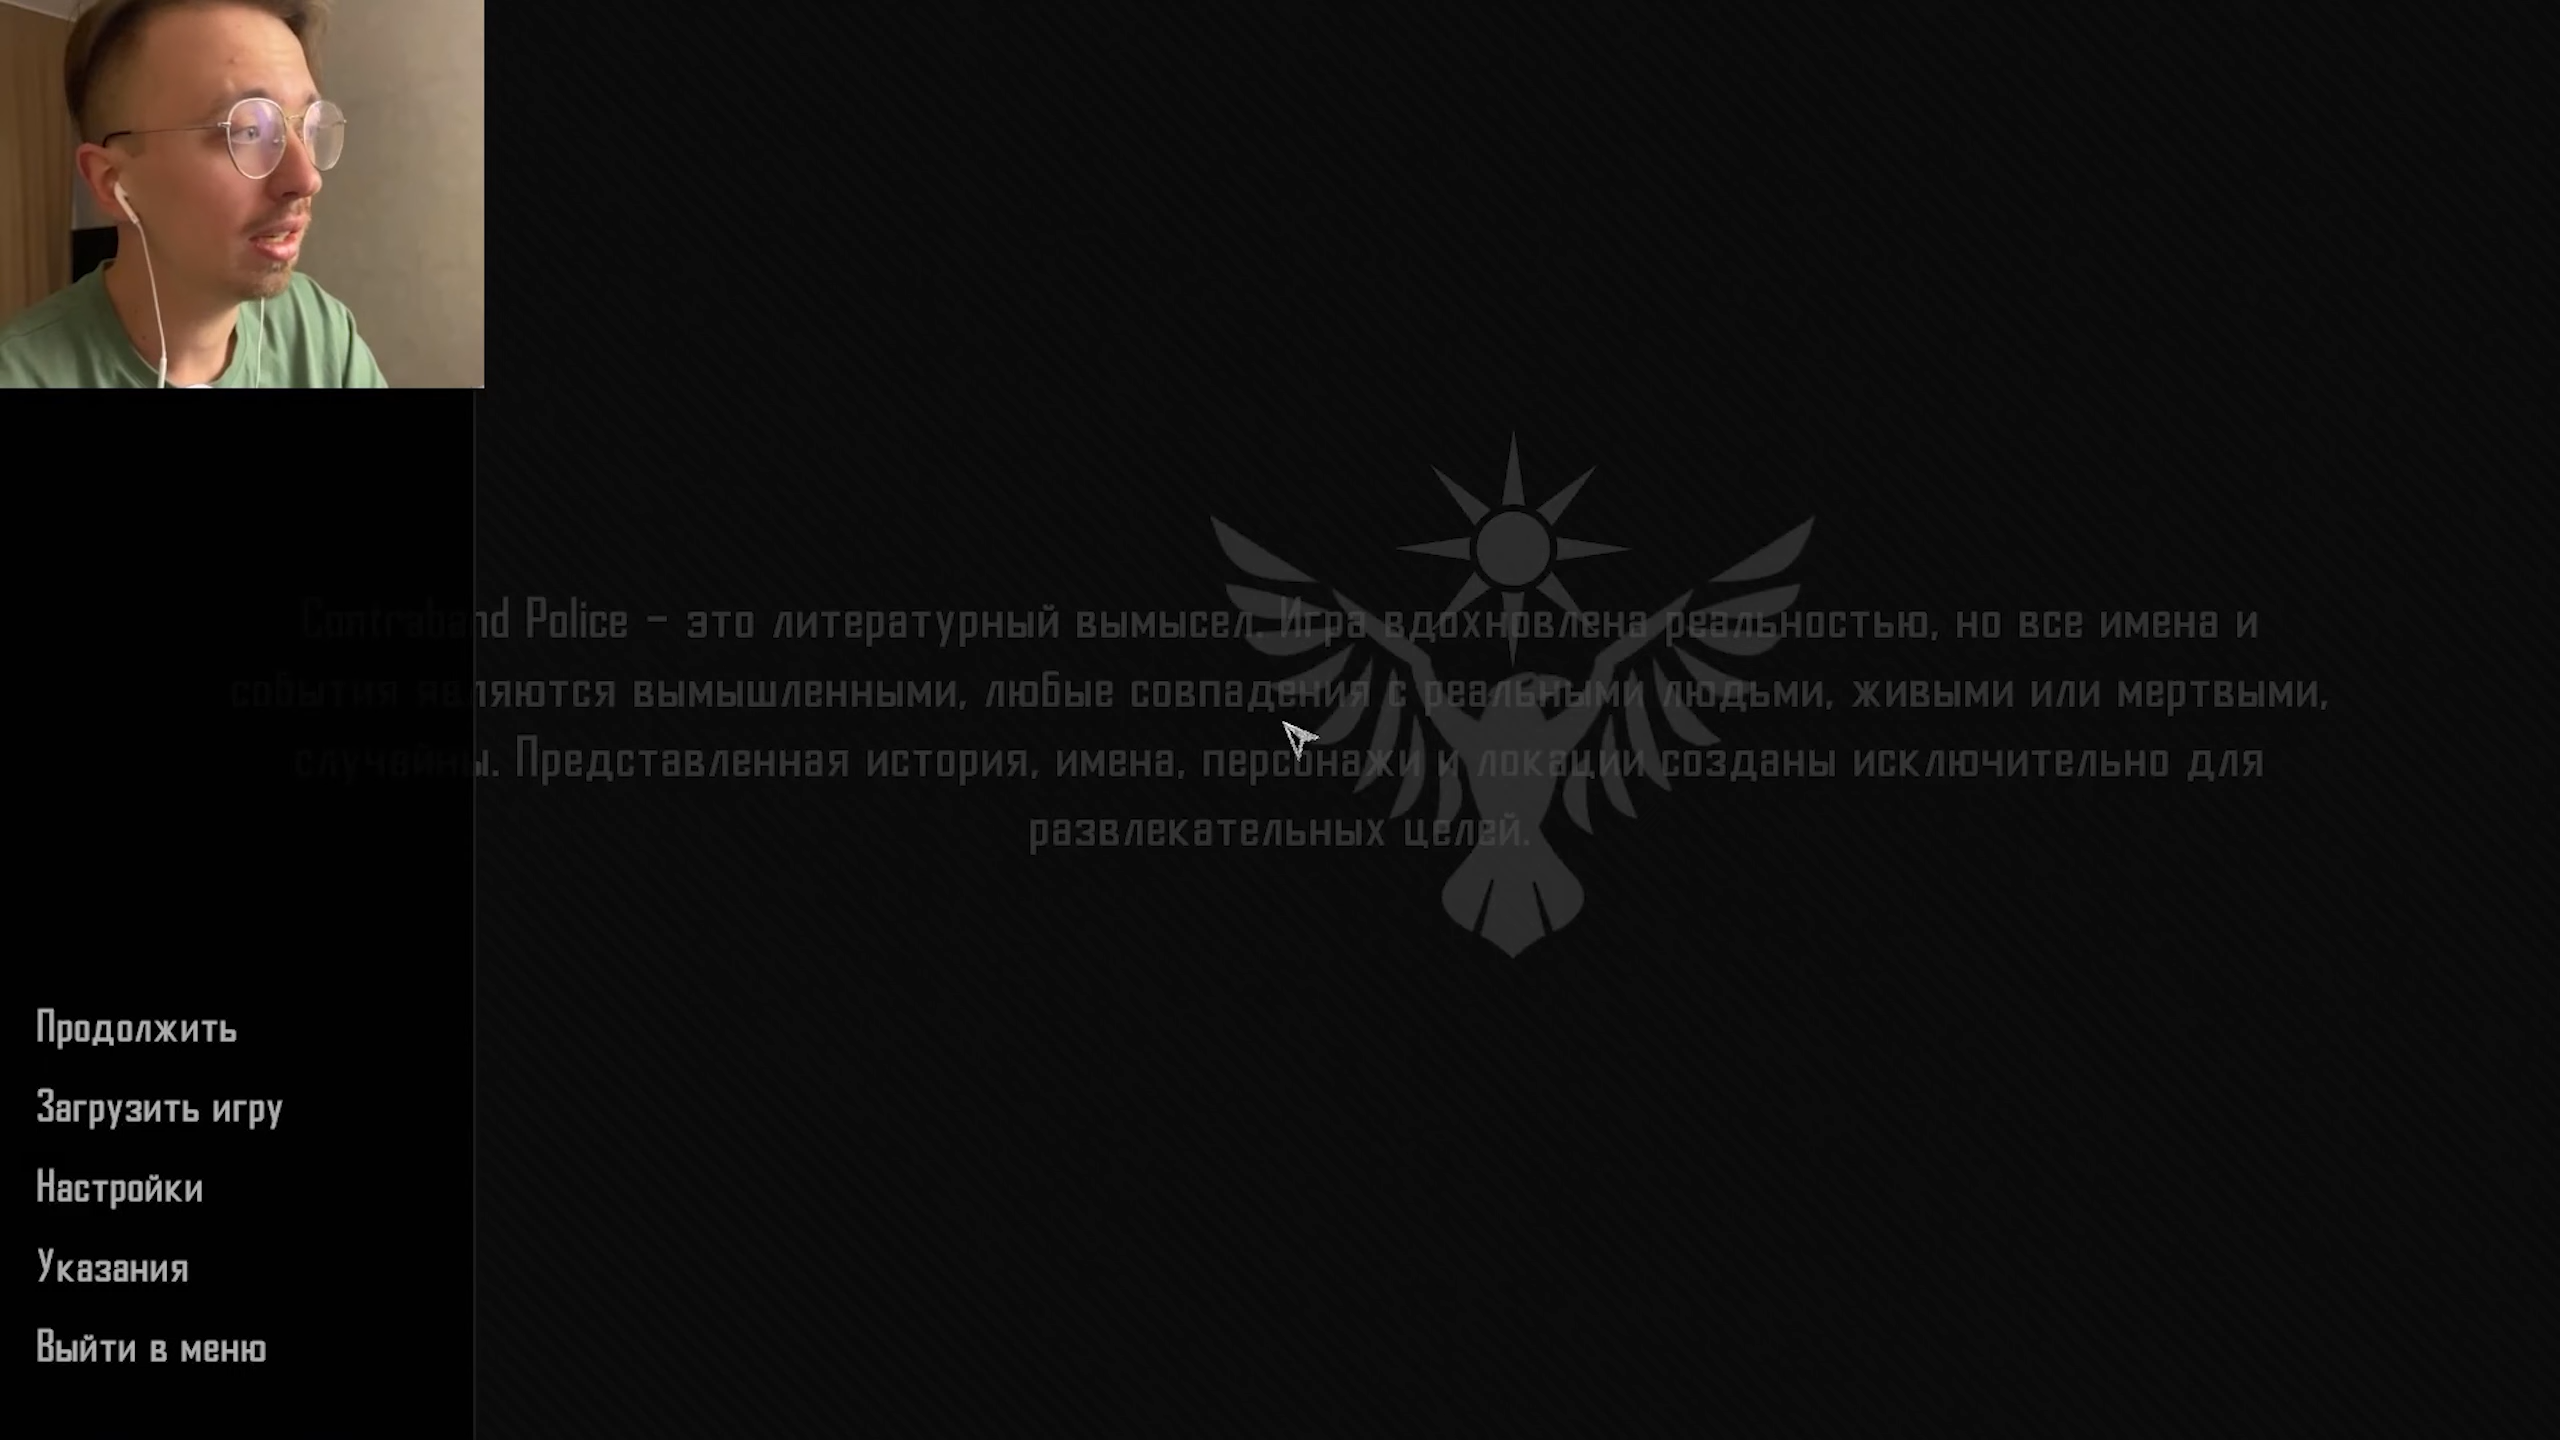 Contraband Police – это литературный вымысел. Игра вдохновлена реальностью, но все имена и
события являются вымышленными, любые совпадения с реальными людьми, живыми или мертвыми,
случайны. Представленная история, имена, персонажи и локации созданы исключительно для
развлекательных целей.
Продолжить
Загрузить игру
Настройки
Указания
Выйти в меню